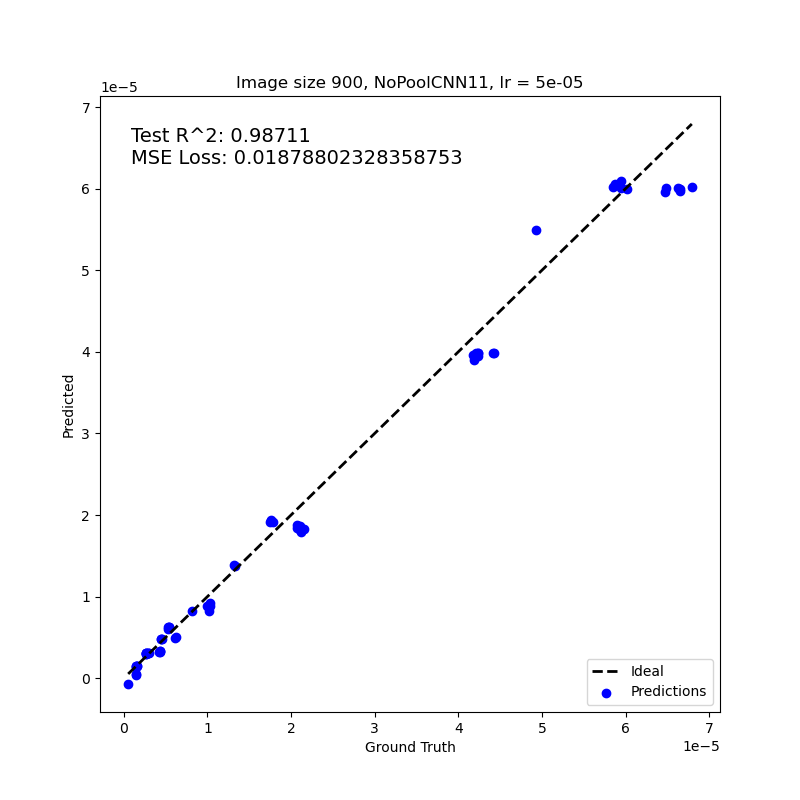 Image size 900, NoPoolCNN11, lr = 5e-05
1e−5
Test R^2: 0.98711
MSE Loss: 0.01878802328358753
7
6
5
4
3
2
1
0
Predicted
Ideal
Predictions
0 1 2 3 4 5 6 7
Ground Truth
1e−5